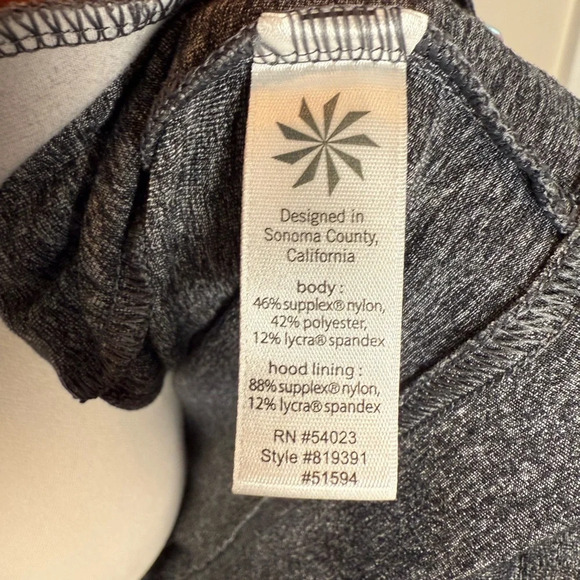 Designed in
Sonoma County,
California
body :
46% supplex® nylon,
42% polyester,
12% lycra® spandex
hood lining :
88% supplex® nylon,
12% lycra® spandex
RN #54023
Style #819391
#51594